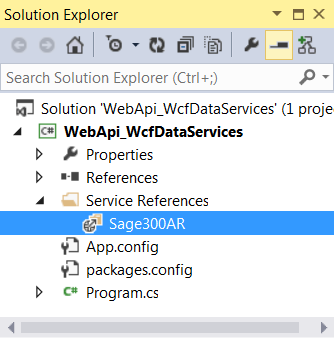 Solution Explorer
Search Solution Explorer (Ctrl+;)
Solution 'WebApi_WcfDataServices' (1 proje
C# WebApi_WcfDataServices
Properties
References
Service References
Sage300AR
App.config
packages.config
C# Program.cs